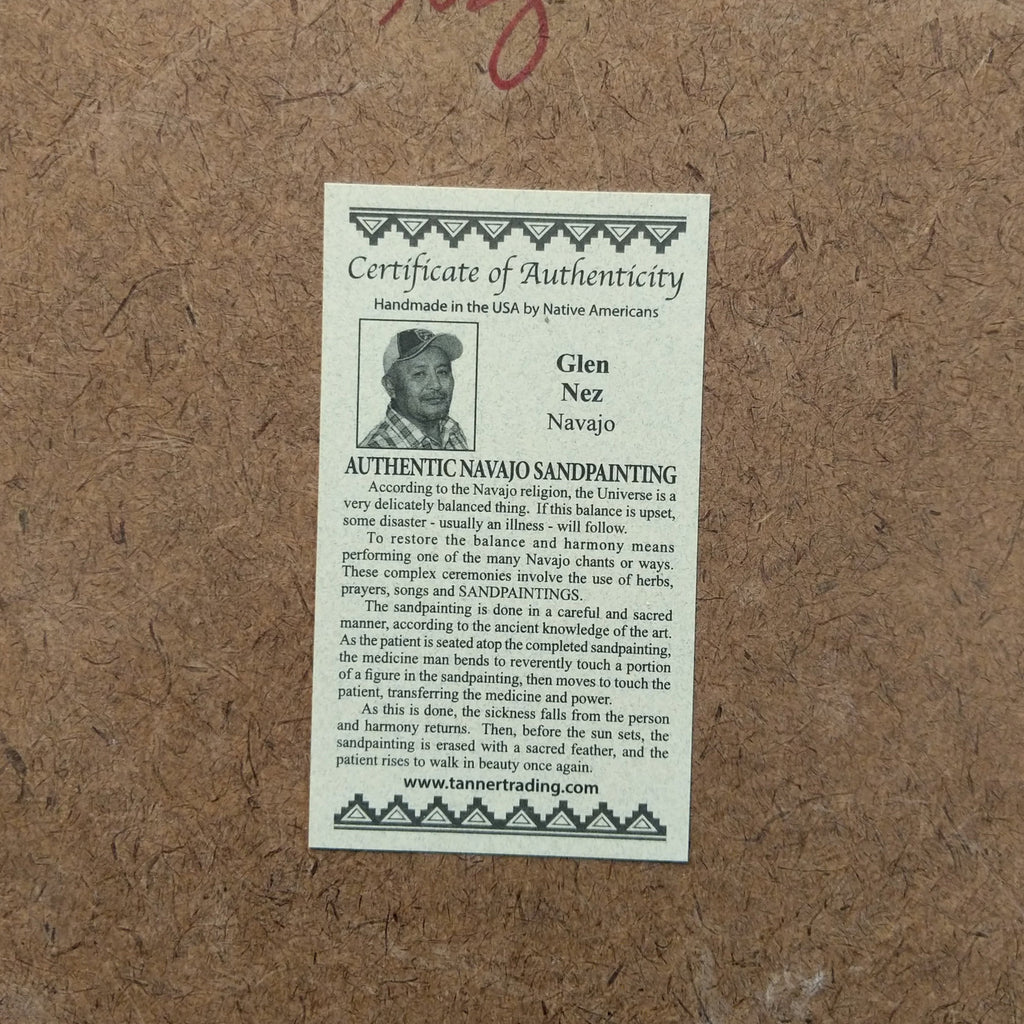 Certificate of Authenticity
Handmade in the USA by Native Americans
Glen
Nez
Navajo
AUTHENTIC NAVAJO SANDPAINTING
According to the Navajo religion, the Universe is a
very delicately balanced thing. If this balance is upset,
some disaster - usually an illness - will follow.
To restore the balance and harmony means
performing one of the many Navajo chants or ways.
These complex ceremonies involve the use of herbs,
prayers, songs and SANDPAINTINGS.
The sandpainting is done in a careful and sacred
manner, according to the ancient knowledge of the art.
As the patient is seated atop the completed sandpainting,
the medicine man bends to reverently touch a portion
of a figure in the sandpainting, then moves to touch the
patient, transferring the medicine and power.
As this is done, the sickness falls from the person
and harmony returns. Then, before the sun sets, the
sandpainting is erased with a sacred feather, and the
patient rises to walk in beauty once again.
www.tannertrading.com